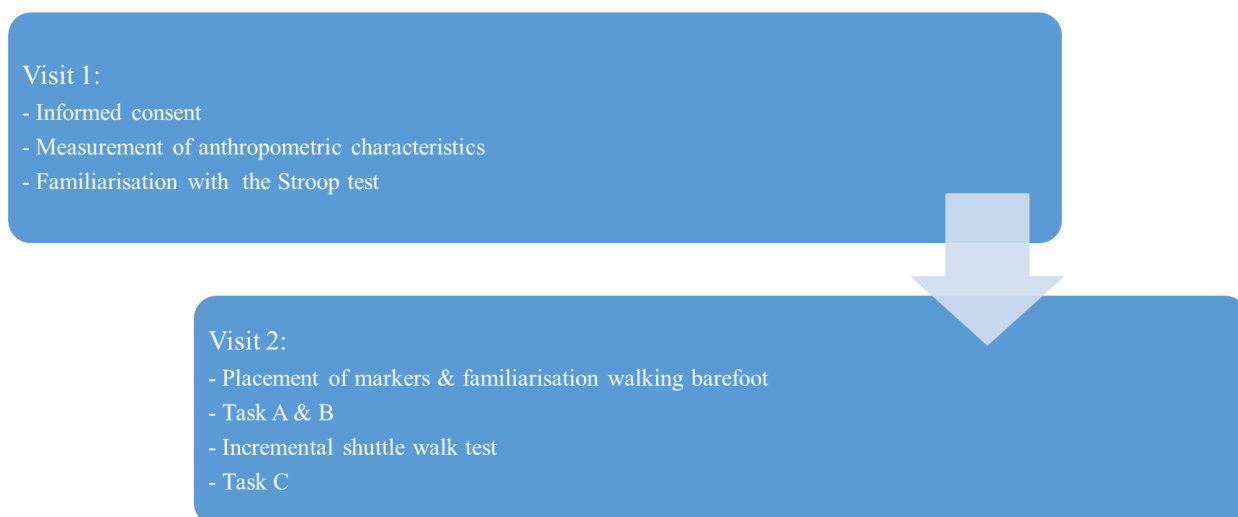 Visit 1:
- Informed consent
- Measurement of anthropometric characteristics
- Familiarisation with the Stroop test
Visit 2:
- Placement of markers & familiarisation walking barefoot
- Task A & B
- Incremental shuttle walk test
- Task C